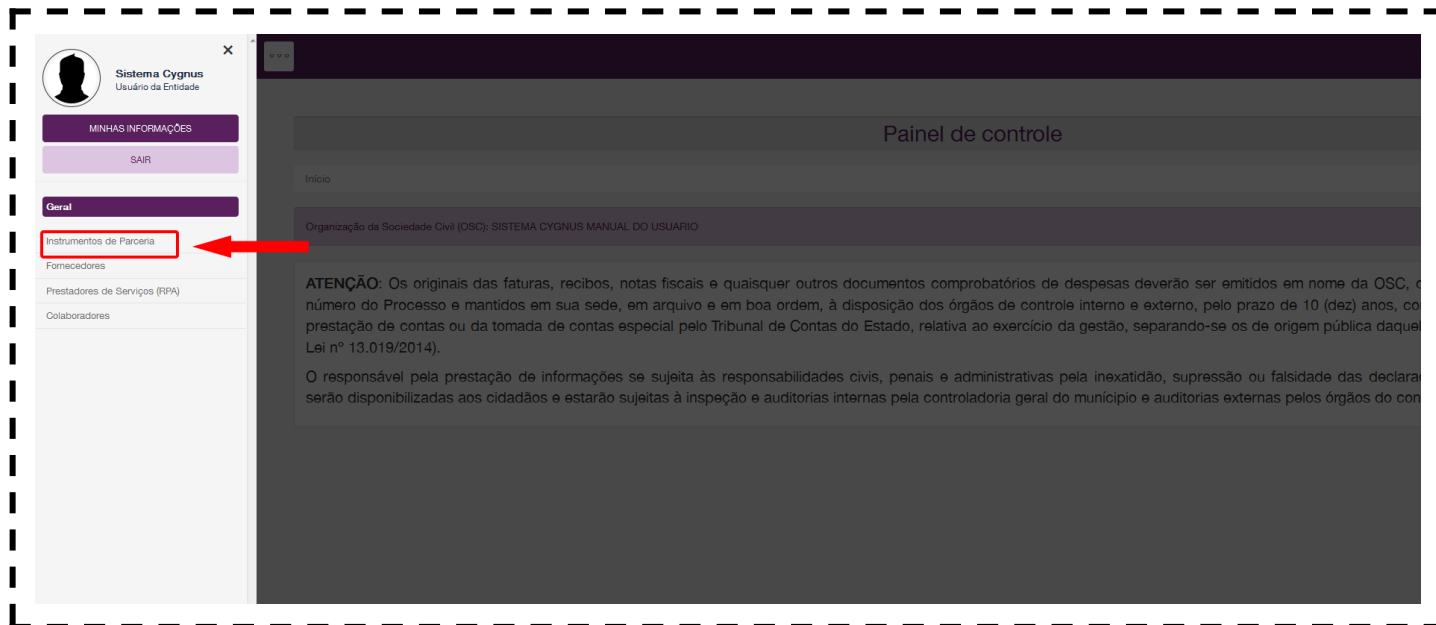 ×
Sistema Cygnus
Usuário da Entidade
MINHAS INFORMAÇÕES
SAIR
Geral
Instrumentos de Parceria
Fornecedores
Prestadores de Serviços (RPA)
Colaboradores
Painel de controle
Início
Organização da Sociedade Civil (OSC): SISTEMA CYGNUS MANUAL DO USUARIO
ATENÇÃO: Os originais das faturas, recibos, notas fiscais e quaisquer outros documentos comprobatórios de despesas deverão ser emitidos em nome da OSC,
número do Processo e mantidos em sua sede, em arquivo e em boa ordem, à disposição dos órgãos de controle interno e externo, pelo prazo de 10 (dez) anos,
prestação de contas ou da tomada de contas especial pelo Tribunal de Contas do Estado, relativa ao exercício da gestão, separando-se os de origem pública
Lei nº 13.019/2014).
O responsável pela prestação de informações se sujeita às responsabilidades civis, penais e administrativas pela inexatidão, supressão ou falsidade das
serão disponibilizadas aos cidadãos e estarão sujeitas à inspeção e auditorias internas pela controladoria geral do munícipio e auditorias externas pelos órgãos do